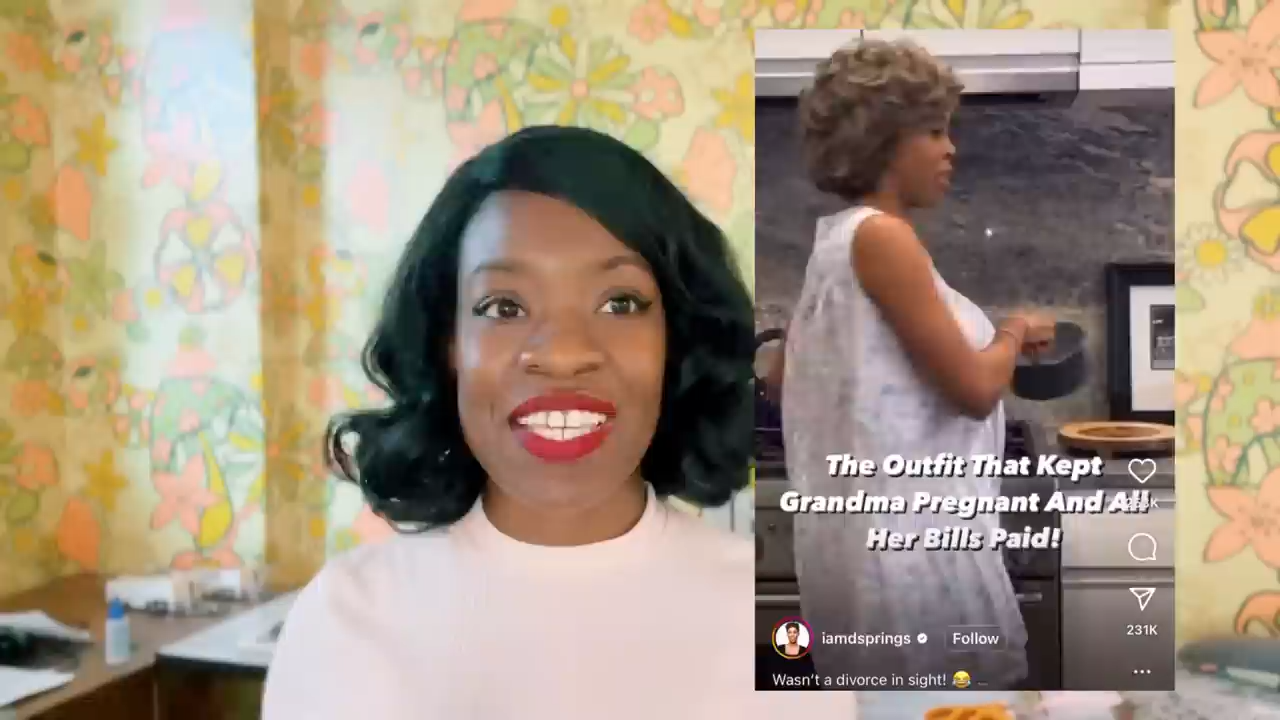 The Outfit That Kept
Grandma Pregnant And All
Her Bills Paid!
iamdsprings
Follow
231K
Wasn't a divorce in sight! 😂 ...